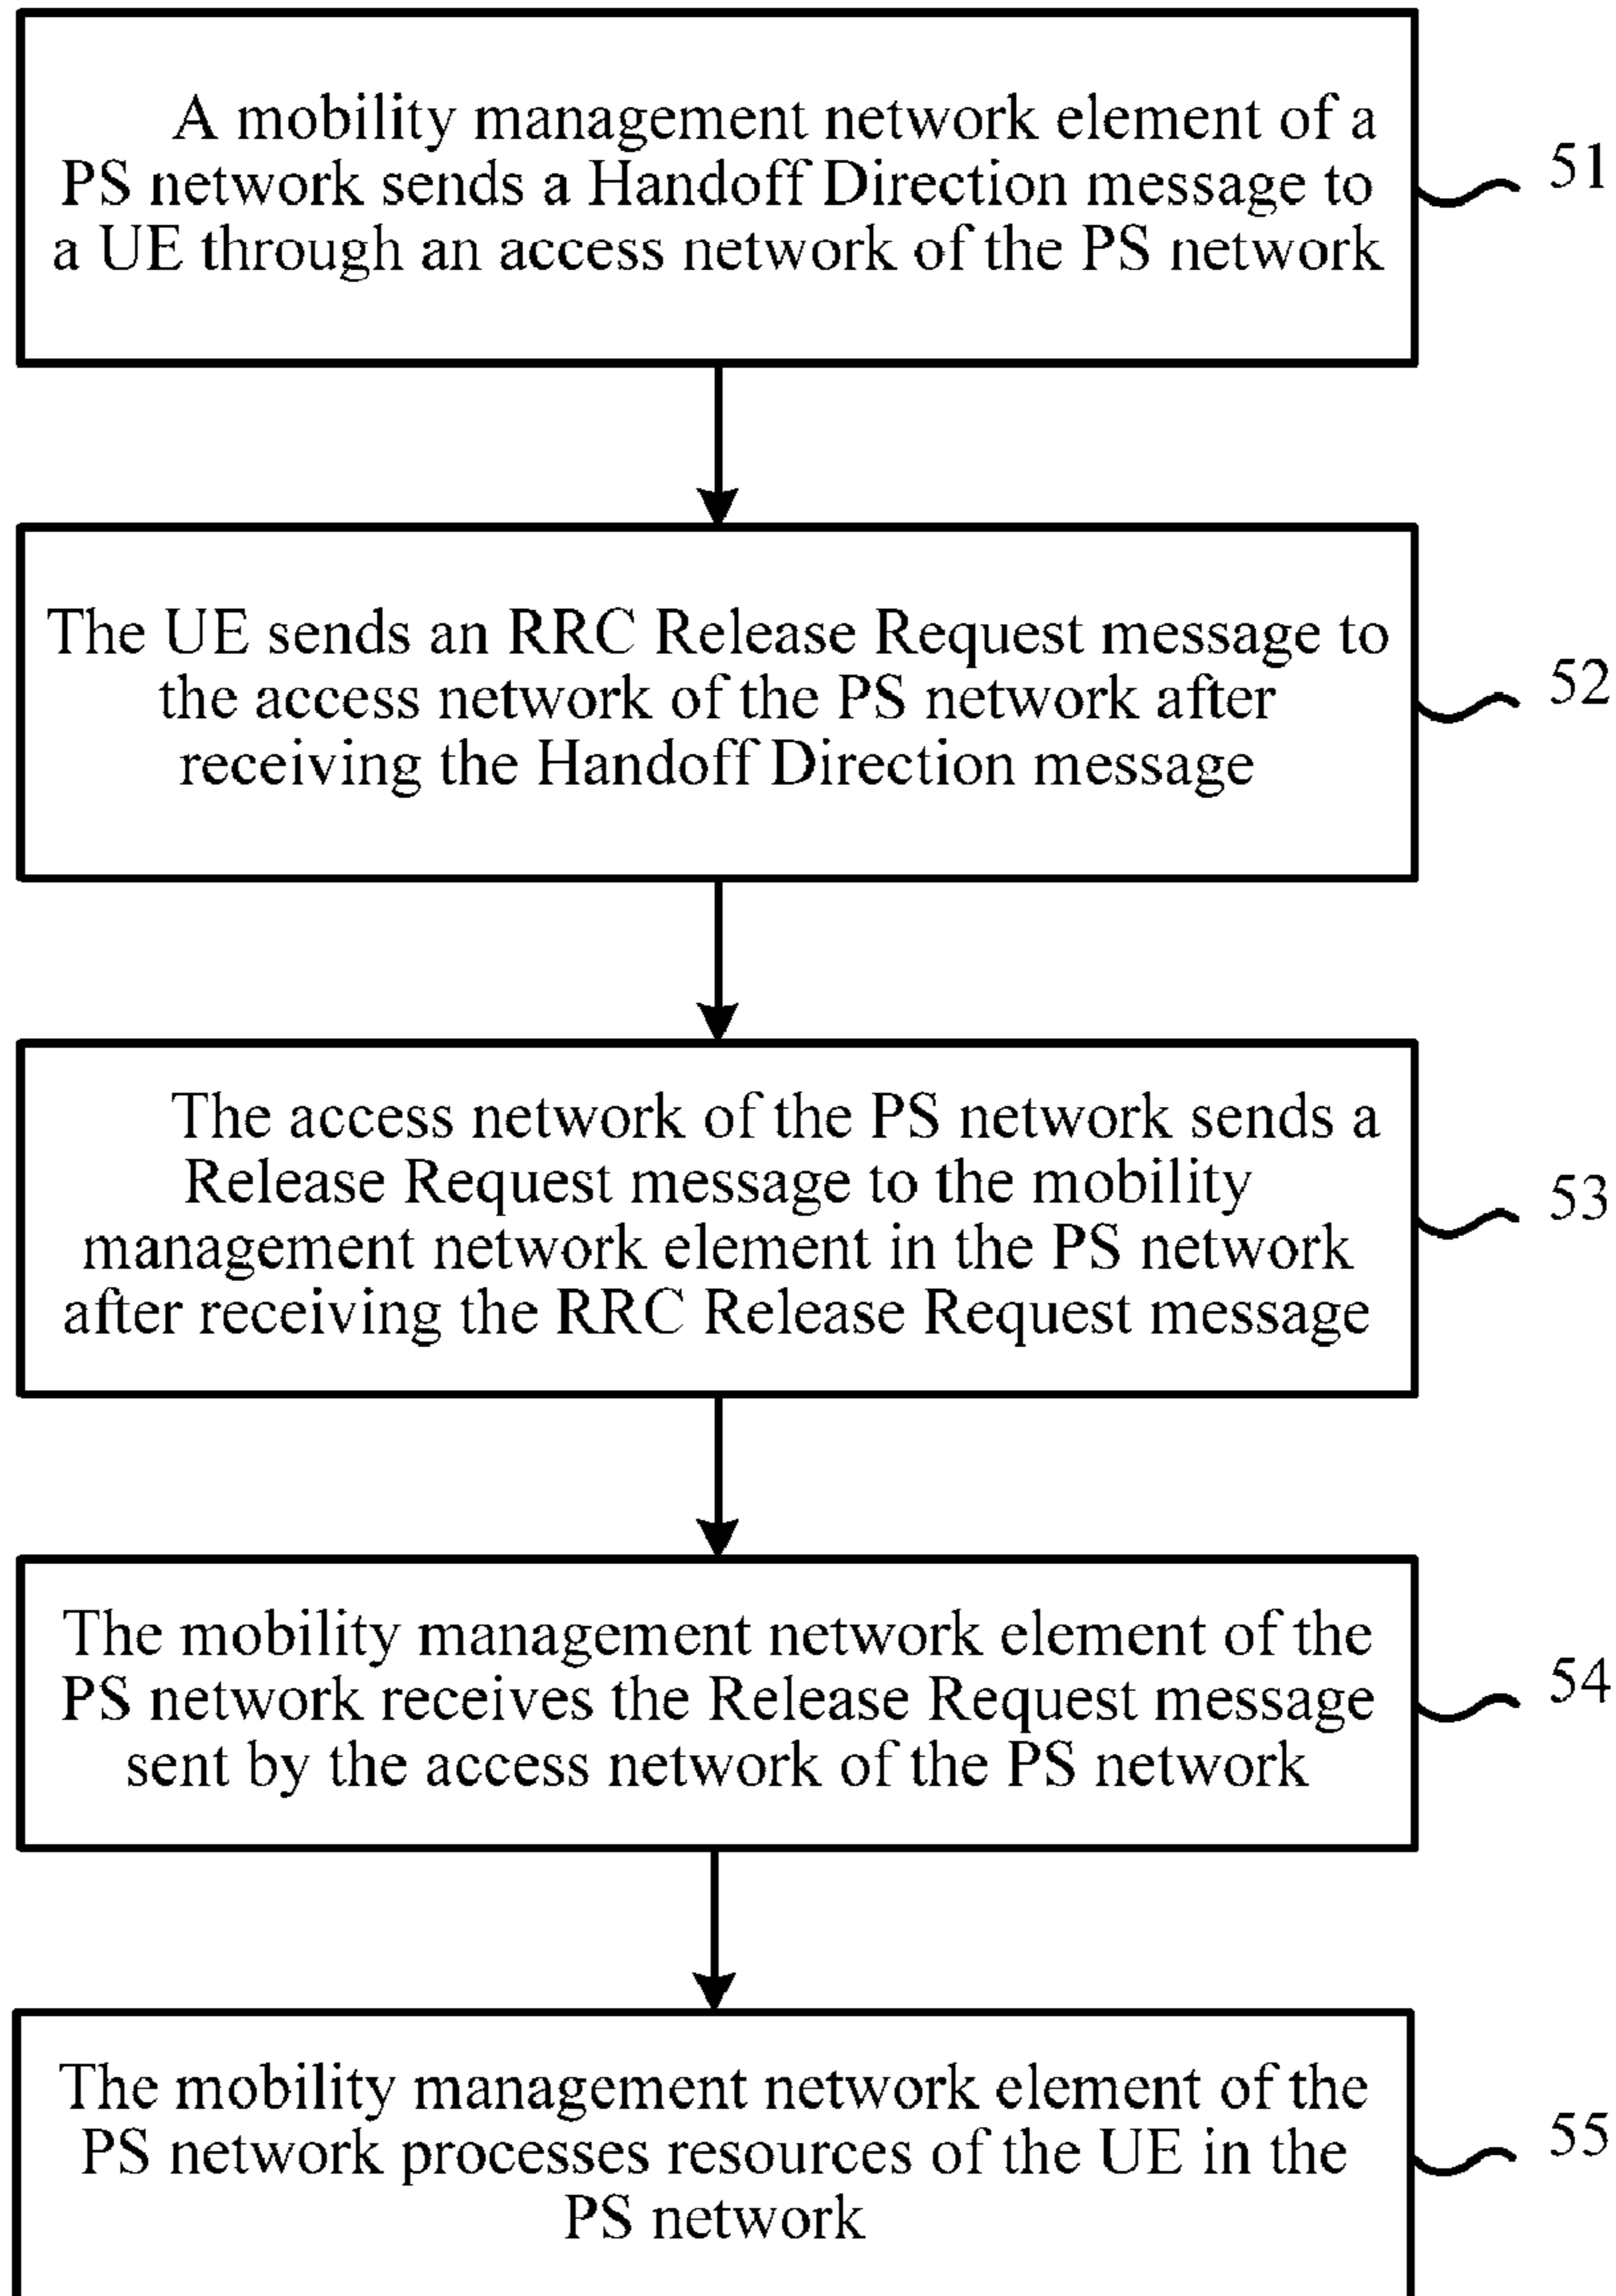 A mobility management network element of a
PS network sends a Handoff Direction message to
a UE through an access network of the PS network
51
The UE sends an RRC Release Request message to
the access network of the PS network after
receiving the Handoff Direction message
52
The access network of the PS network sends a
Release Request message to the mobility
management network element in the PS network
after receiving the RRC Release Request message
53
The mobility management network element of the
PS network receives the Release Request message
sent by the access network of the PS network
54
The mobility management network element of the
PS network processes resources of the UE in the
PS network
55